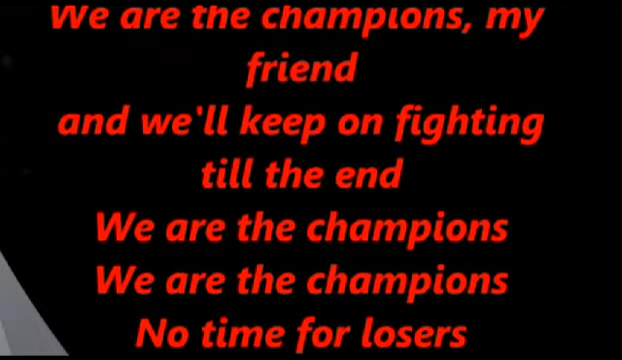 We are the champions, my
friend
and we'll keep on fighting
till the end
We are the champions
We are the champions
No time for losers